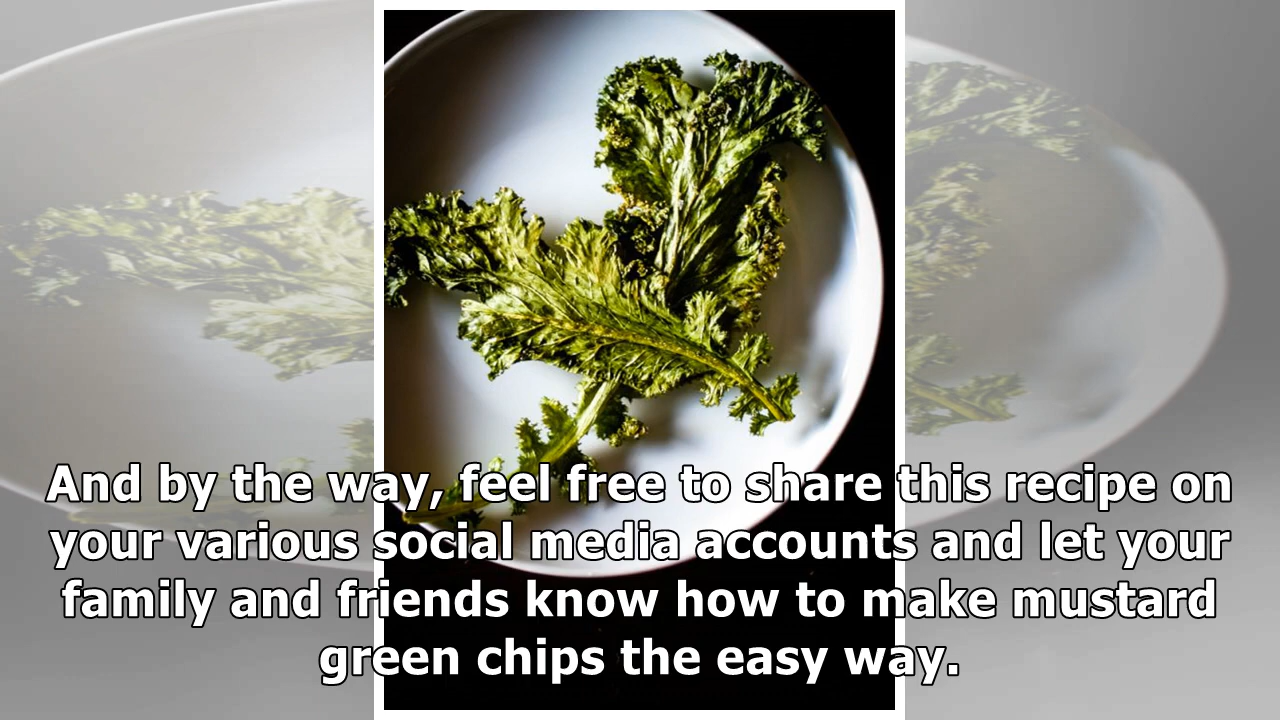 And by the way, feel free to share this recipe on
your various social media accounts and let your
family and friends know how to make mustard
green chips the easy way.